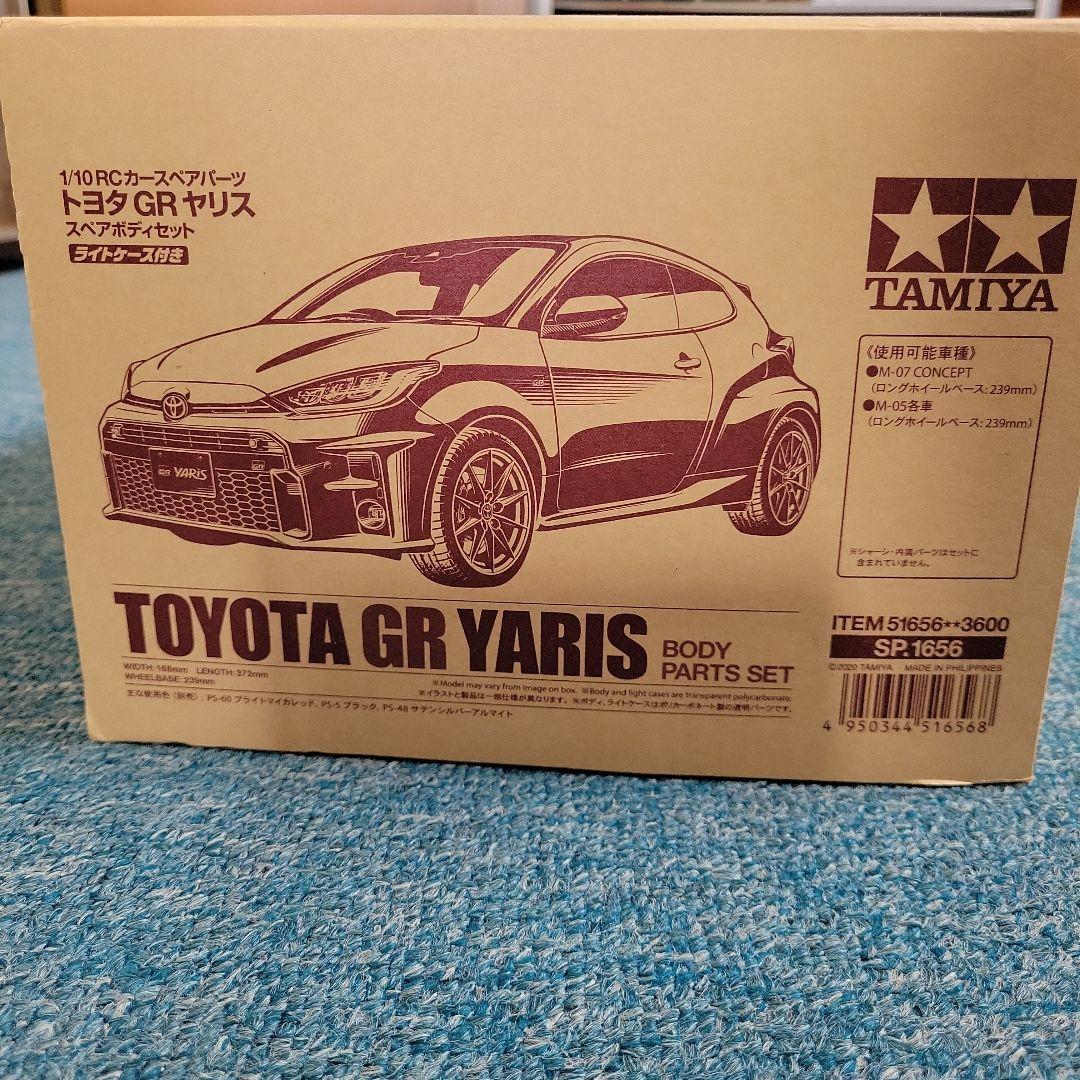 1/10 RCカースペアパーツ
トヨタ GR ヤリス
スペアボディセット
ライトケース付き
TAMIYA
《使用可能車種》
●M-07 CONCEPT
(ロングホイールベース: 239mm)
●M-05各車
(ロングホイールベース: 239mm)
※シャーシ・内装パーツはセットに
含まれていません。
GR YARIS
TOYOTA GR YARIS
BODY
PARTS SET
WIDTH: 168mm LENGTH: 372mm
WHEELBASE: 239mm
※Model may vary from image on box. ※Body and light cases are transparent polycarbonate.
※イラストと製品は一部仕様が異なります。※ボディ、ライトケースはポリカーボネート製の透明パーツです。
主な使用色 (別売): PS-60 ブライトマイカレッド、PS-5 ブラック、PS-48 サテンシルバーアルマイト
ITEM 51656**3600
SP.1656
©2020 TAMIYA MADE IN PHILIPPINES
4 950344 516568